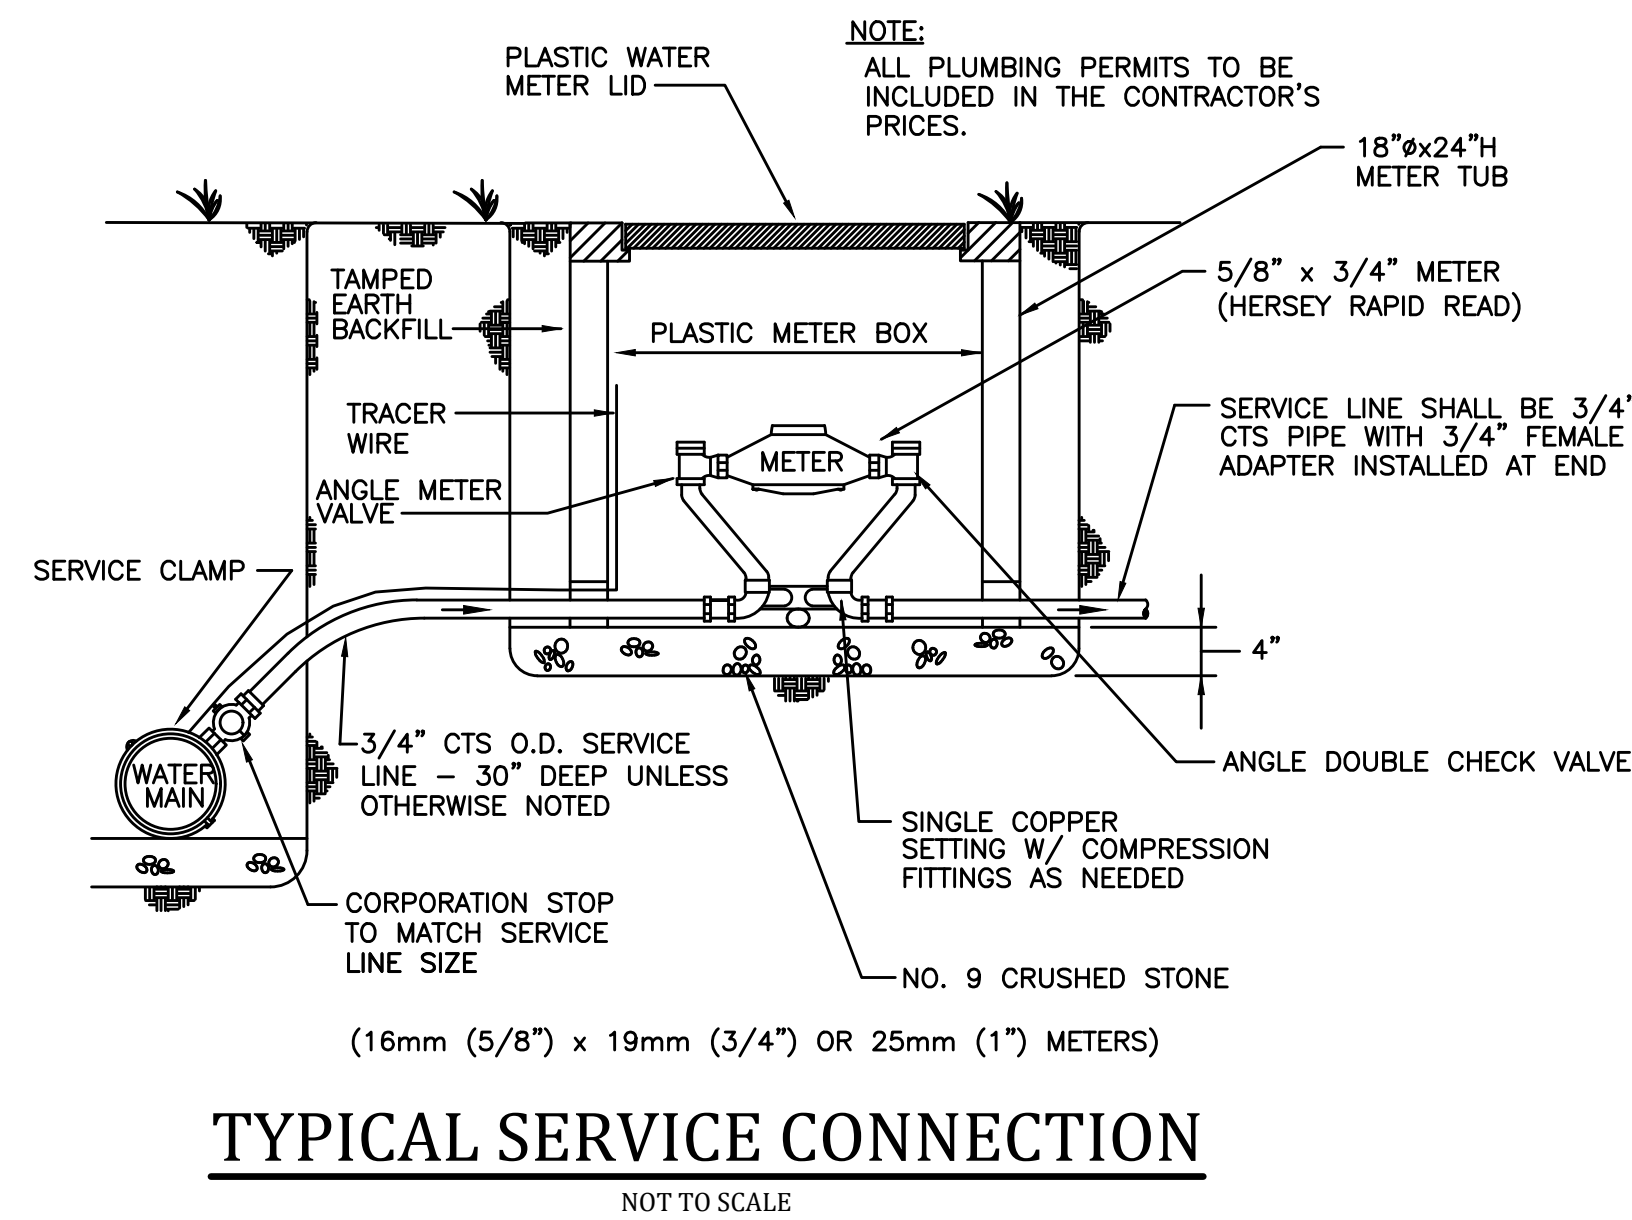 NOTE:
ALL PLUMBING PERMITS TO BE
INCLUDED IN THE CONTRACTOR'S
PRICES.
PLASTIC WATER
METER LID
18"øx24"H
METER TUB
TAMPED
EARTH
BACKFILL
PLASTIC METER BOX
5/8" x 3/4" METER
(HERSEY RAPID READ)
TRACER
WIRE
METER
SERVICE LINE SHALL BE 3/4'
CTS PIPE WITH 3/4" FEMALE
ADAPTER INSTALLED AT END
ANGLE METER
VALVE
SERVICE CLAMP
4"
WATER
MAIN
3/4" CTS O.D. SERVICE
LINE – 30" DEEP UNLESS
OTHERWISE NOTED
ANGLE DOUBLE CHECK VALVE
SINGLE COPPER
SETTING W/ COMPRESSION
FITTINGS AS NEEDED
CORPORATION STOP
TO MATCH SERVICE
LINE SIZE
NO. 9 CRUSHED STONE
(16mm (5/8") x 19mm (3/4") OR 25mm (1") METERS)
TYPICAL SERVICE CONNECTION
NOT TO SCALE